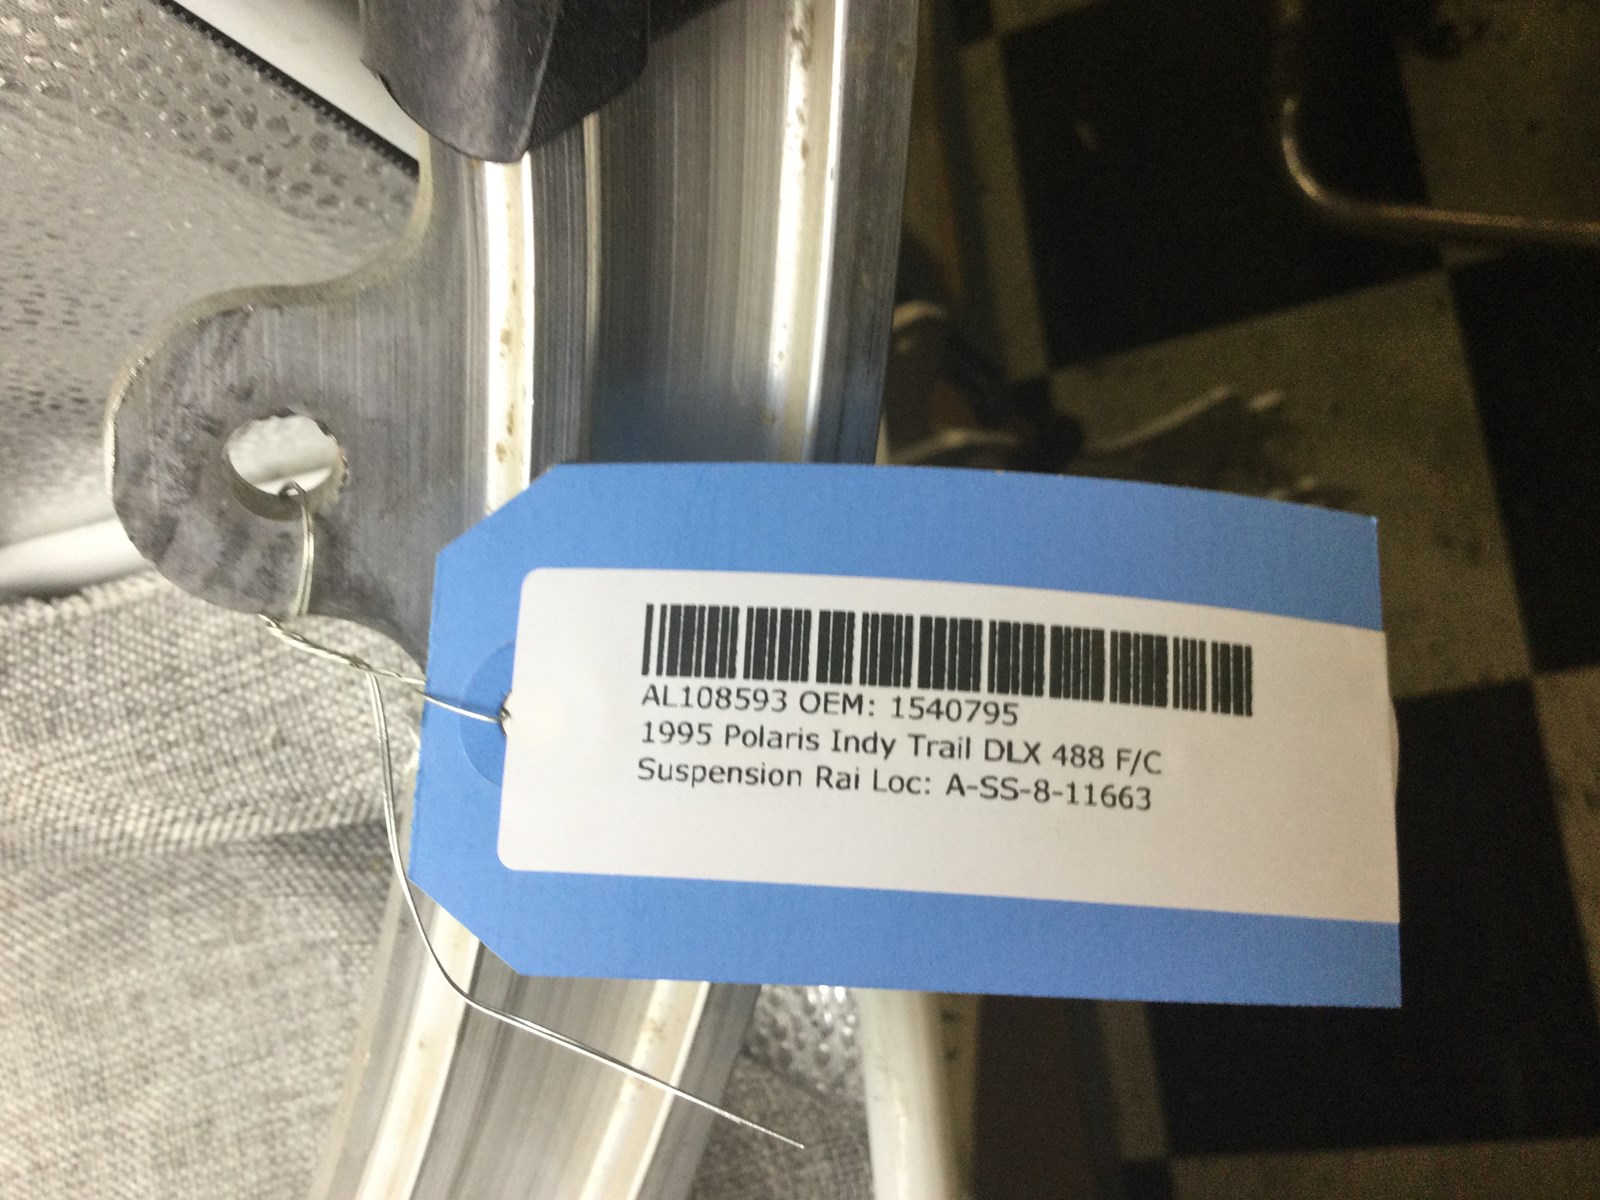 AL108593 OEM: 1540795
1995 Polaris Indy Trail DLX 488 F/C
Suspension Rai Loc: A-SS-8-11663